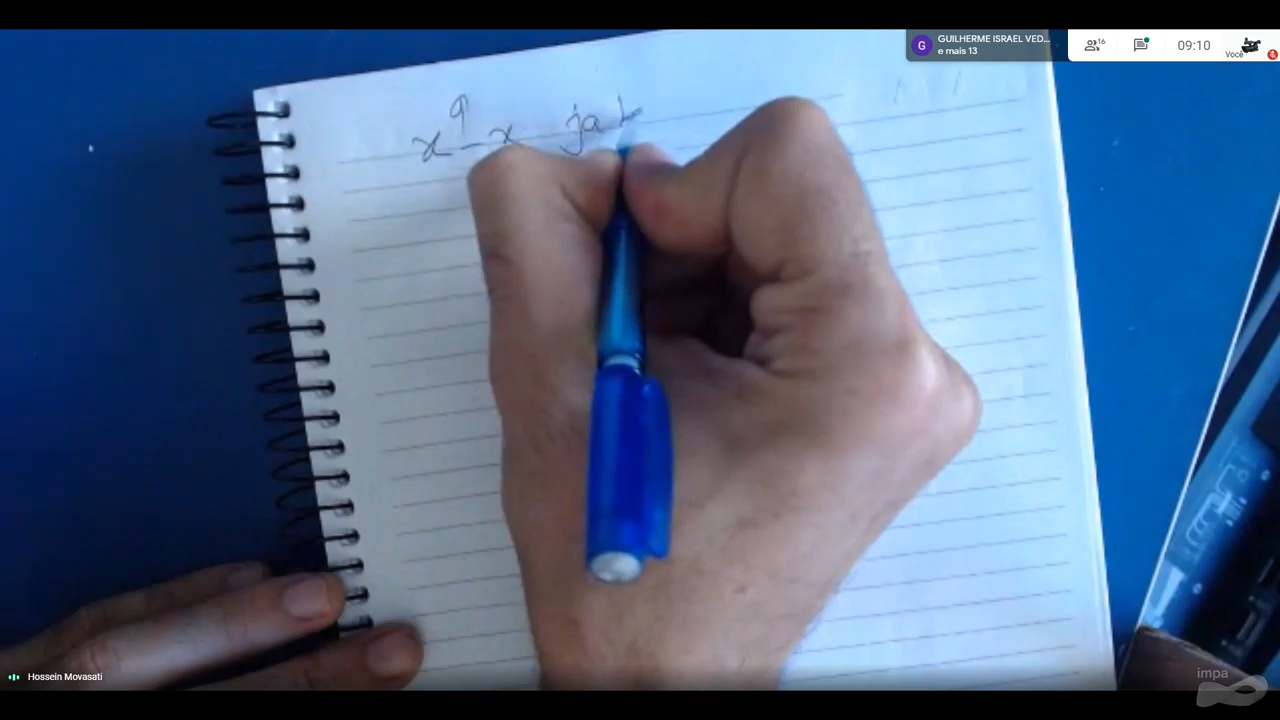 GUILHERME ISRAEL VED...
e mais 13
16
09:10
Você
x^q - x ja
Hossein Movasati
impa